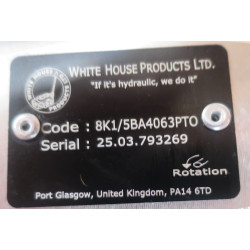 WHITE HOUSE PRODUCTS LTD.
"If it's hydraulic, we do it"
Code : 8K1/5BA4063PTO
Serial : 25.03.793269
Rotation
Port Glasgow, United Kingdom, PA14 6TD